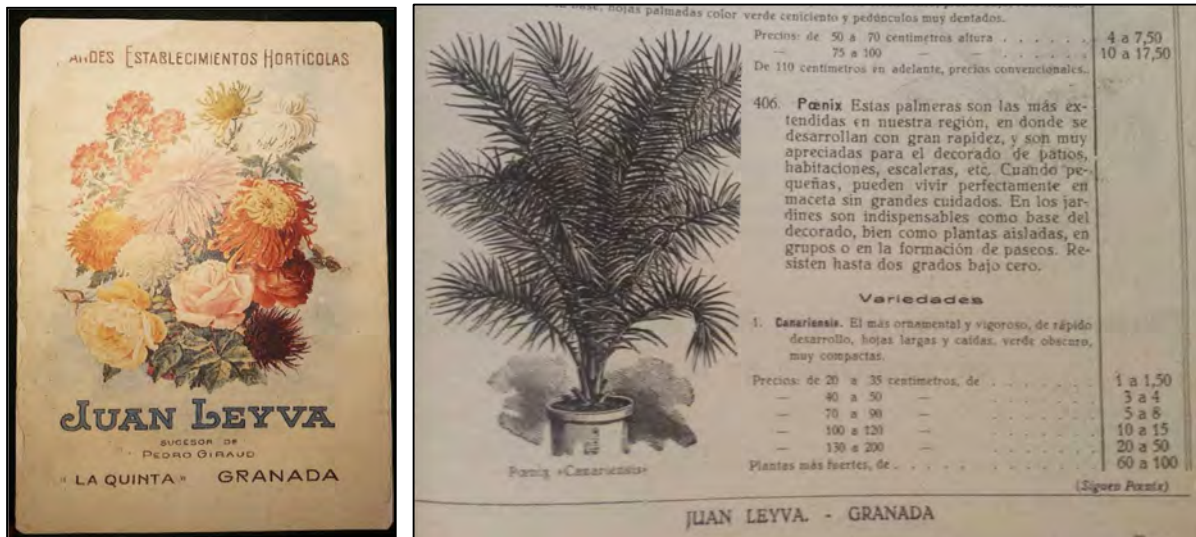 ANDES ESTABLECIMIENTOS HORTÍCOLAS
JUAN LEYVA
SUCESOR DE
PEDRO GIRAUD
« LA QUINTA » GRANADA
hojas palmadas color verde ceniciento y pedúnculos muy dentados.
Precios: de 50 a 70 centímetros altura . . . . . . 4 a 7,50
— 75 a 100 — . . . . . . 10 a 17,50
De 110 centímetros en adelante, precios convencionales..
406. Pœnix Estas palmeras son las más ex-
tendidas en nuestra región, en donde se
desarrollan con gran rapidez, y son muy
apreciadas para el decorado de patios,
habitaciones, escaleras, etc. Cuando pe-
queñas, pueden vivir perfectamente en
maceta sin grandes cuidados. En los jar-
dines son indispensables como base del
decorado, bien como plantas aisladas, en
grupos o en la formación de paseos. Re-
sisten hasta dos grados bajo cero.
Variedades
1. Canariensis. El más ornamental y vigoroso, de rápido
desarrollo, hojas largas y caídas, verde obscuro,
muy compactas.
Precios: de 20 a 35 centímetros, de . . . . . . 1 a 1,50
— 40 a 50 — . . . . . . 3 a 4
— 70 a 90 — . . . . . . 5 a 8
— 100 a 120 — . . . . . . 10 a 15
— 130 a 200 — . . . . . . 20 a 50
Plantas más fuertes, de . . . . . . 60 a 100
Pœnix «Canariensis»
(Siguen Pœnix)
JUAN LEYVA. - GRANADA